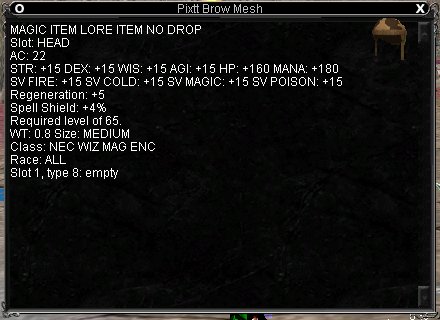 Pixtt Brow Mesh
MAGIC ITEM LORE ITEM NO DROP
Slot: HEAD
AC: 22
STR: +15 DEX: +15 WIS: +15 AGI: +15 HP: +160 MANA: +180
SV FIRE: +15 SV COLD: +15 SV MAGIC: +15 SV POISON: +15
Regeneration: +5
Spell Shield: +4%
Required level of 65.
WT: 0.8 Size: MEDIUM
Class: NEC WIZ MAG ENC
Race: ALL
Slot 1, type 8: empty